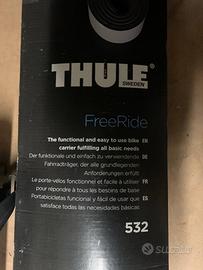 THULE
SWEDEN
FreeRide
The functional and easy to use bike EN
carrier fulfilling all basic needs
Der funktionale und einfach zu verwendende DE
Fahrradträger, der alle grundlegenden
Anforderungen erfüllt
Le porte-vélos fonctionnel et facile à utiliser FR
pour répondre à tous les besoins de base
Portabicicletas funcional y fácil de usar que ES
satisface todas las necesidades básicas
532
subito